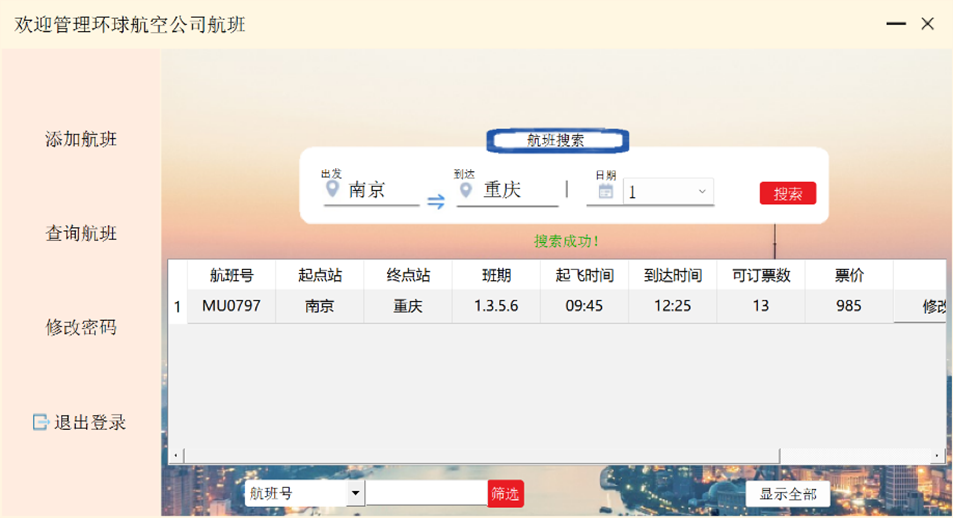 欢迎管理环球航空公司航班
添加航班
查询航班
修改密码
退出登录
航班搜索
出发 到达 日期
南京 重庆 1 搜索
搜索成功!
航班号 起点站 终点站 班期 起飞时间 到达时间 可订票数 票价
1 MU0797 南京 重庆 1.3.5.6 09:45 12:25 13 985 修改
航班号 筛选 显示全部